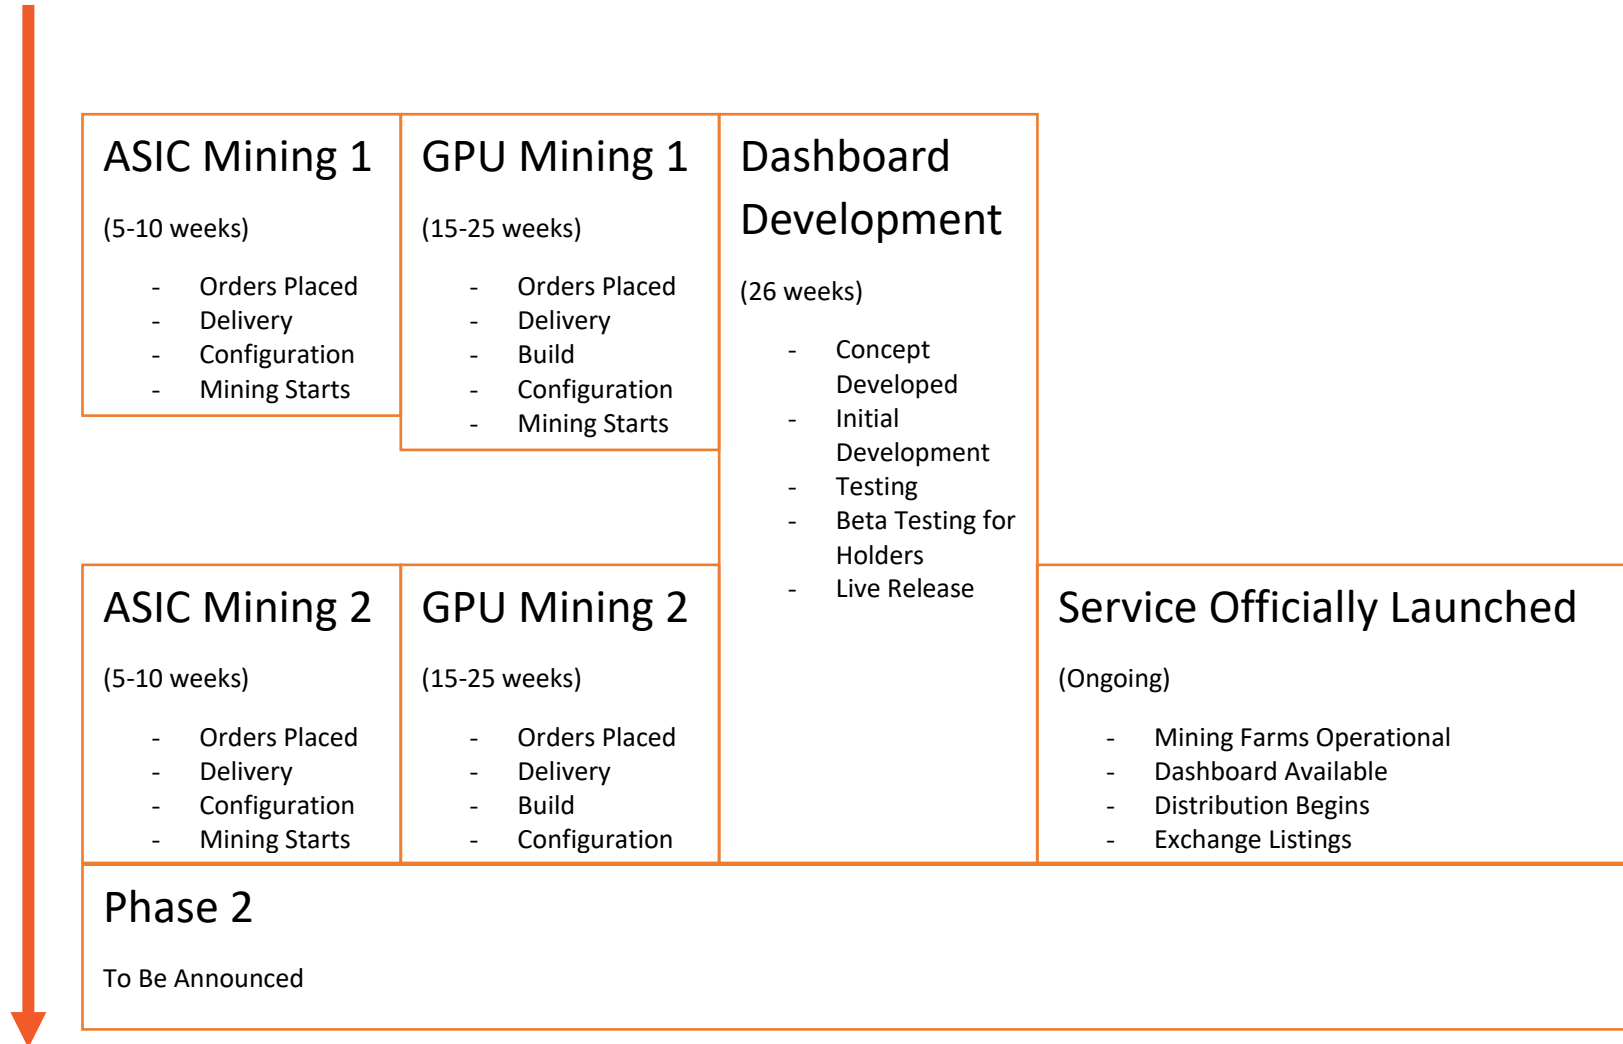 ASIC Mining 1
(5-10 weeks)
- Orders Placed
- Delivery
- Configuration
- Mining Starts
GPU Mining 1
(15-25 weeks)
- Orders Placed
- Delivery
- Build
- Configuration
- Mining Starts
Dashboard
Development
(26 weeks)
- Concept
Developed
- Initial
Development
- Testing
- Beta Testing for
Holders
- Live Release
ASIC Mining 2
(5-10 weeks)
- Orders Placed
- Delivery
- Configuration
- Mining Starts
GPU Mining 2
(15-25 weeks)
- Orders Placed
- Delivery
- Build
- Configuration
Service Officially Launched
(Ongoing)
- Mining Farms Operational
- Dashboard Available
- Distribution Begins
- Exchange Listings
Phase 2
To Be Announced